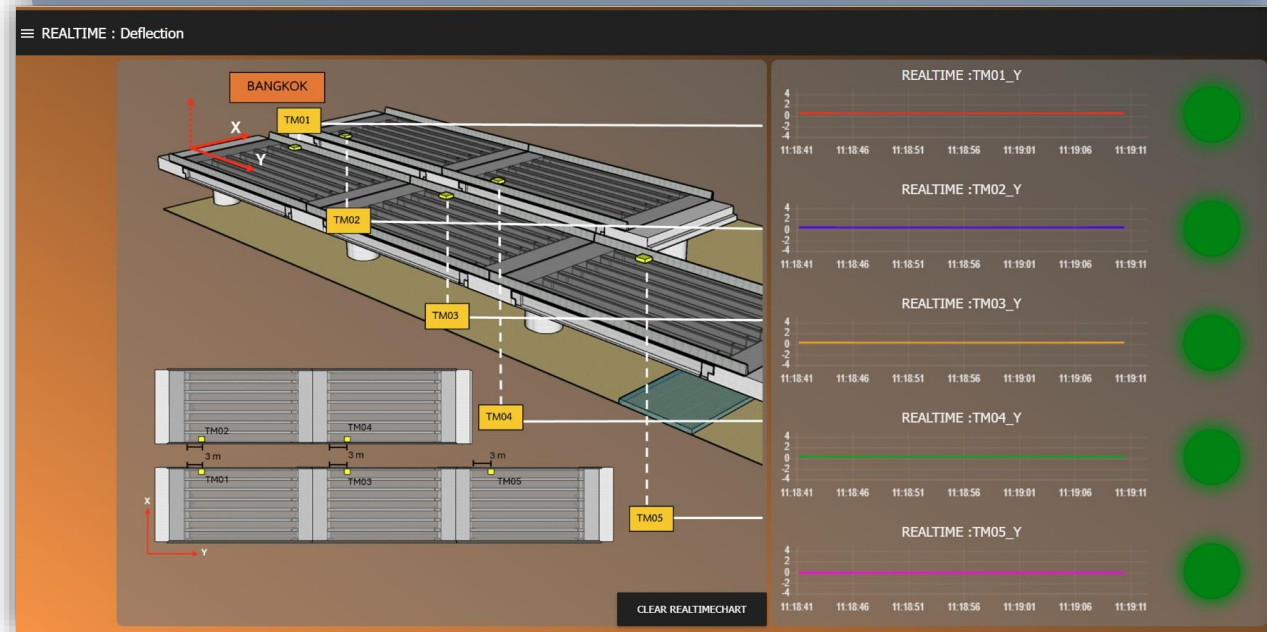 REALTIME : Deflection
BANGKOK
X
Y
TM01
TM02
TM03
TM04
TM05
TM02
TM04
3 m
3 m
3 m
TM01
TM03
TM05
X
Y
CLEAR REALTIMECHART
REALTIME :TM01_Y
4
2
0
-2
-4
11:18:41 11:18:46 11:18:51 11:18:56 11:19:01 11:19:06 11:19:11
REALTIME :TM02_Y
4
2
0
-2
-4
11:18:41 11:18:46 11:18:51 11:18:56 11:19:01 11:19:06 11:19:11
REALTIME :TM03_Y
4
2
0
-2
-4
11:18:41 11:18:46 11:18:51 11:18:56 11:19:01 11:19:06 11:19:11
REALTIME :TM04_Y
4
2
0
-2
-4
11:18:41 11:18:46 11:18:51 11:18:56 11:19:01 11:19:06 11:19:11
REALTIME :TM05_Y
4
2
0
-2
-4
11:18:41 11:18:46 11:18:51 11:18:56 11:19:01 11:19:06 11:19:11